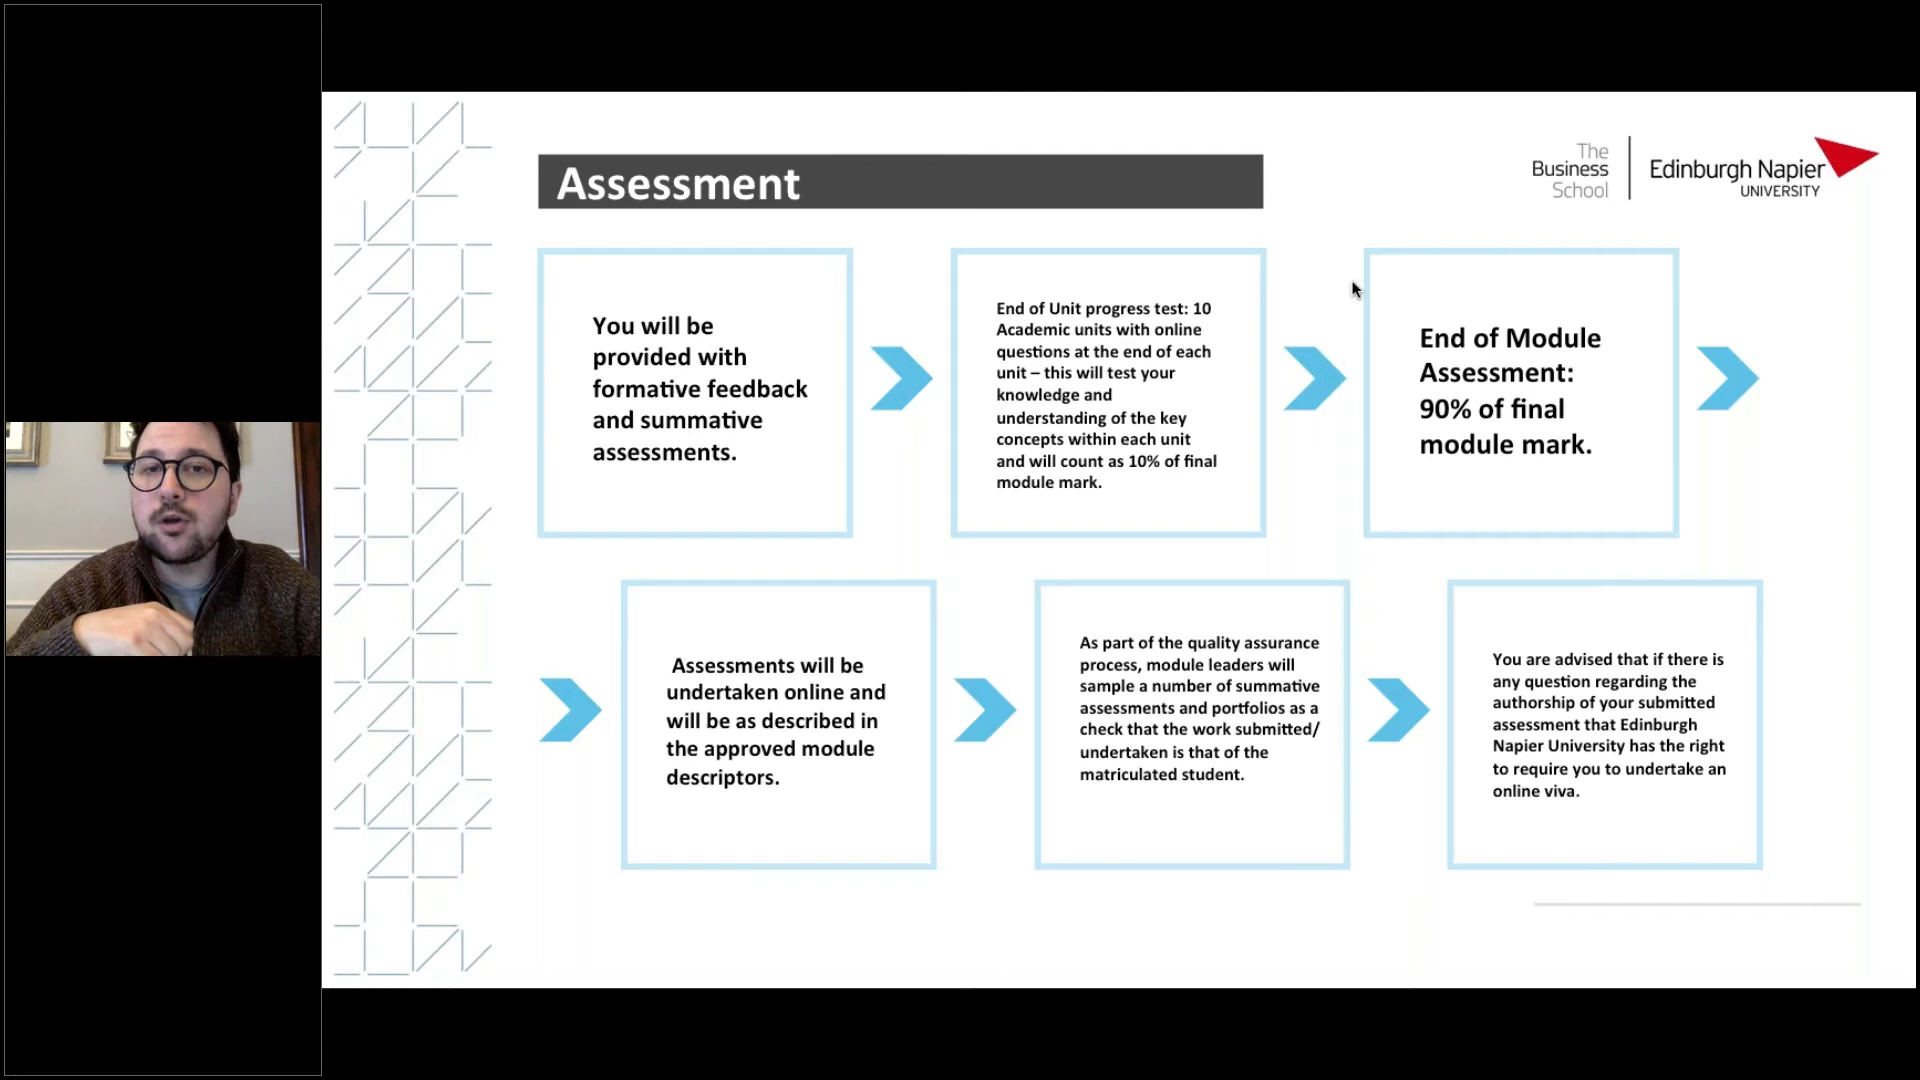 Assessment
The
Business
School
Edinburgh Napier
UNIVERSITY
You will be
provided with
formative feedback
and summative
assessments.
End of Unit progress test: 10
Academic units with online
questions at the end of each
unit – this will test your
knowledge and
understanding of the key
concepts within each unit
and will count as 10% of final
module mark.
End of Module
Assessment:
90% of final
module mark.
Assessments will be
undertaken online and
will be as described in
the approved module
descriptors.
As part of the quality assurance
process, module leaders will
sample a number of summative
assessments and portfolios as a
check that the work submitted/
undertaken is that of the
matriculated student.
You are advised that if there is
any question regarding the
authorship of your submitted
assessment that Edinburgh
Napier University has the right
to require you to undertake an
online viva.